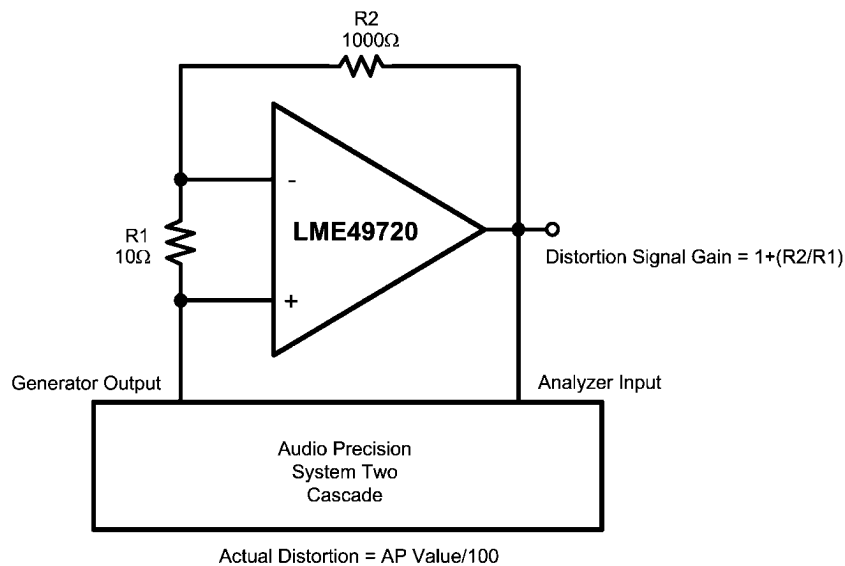 R2
1000Ω
-
LME49720
R1
10Ω
+
Distortion Signal Gain = 1+(R2/R1)
Generator Output
Analyzer Input
Audio Precision
System Two
Cascade
Actual Distortion = AP Value/100